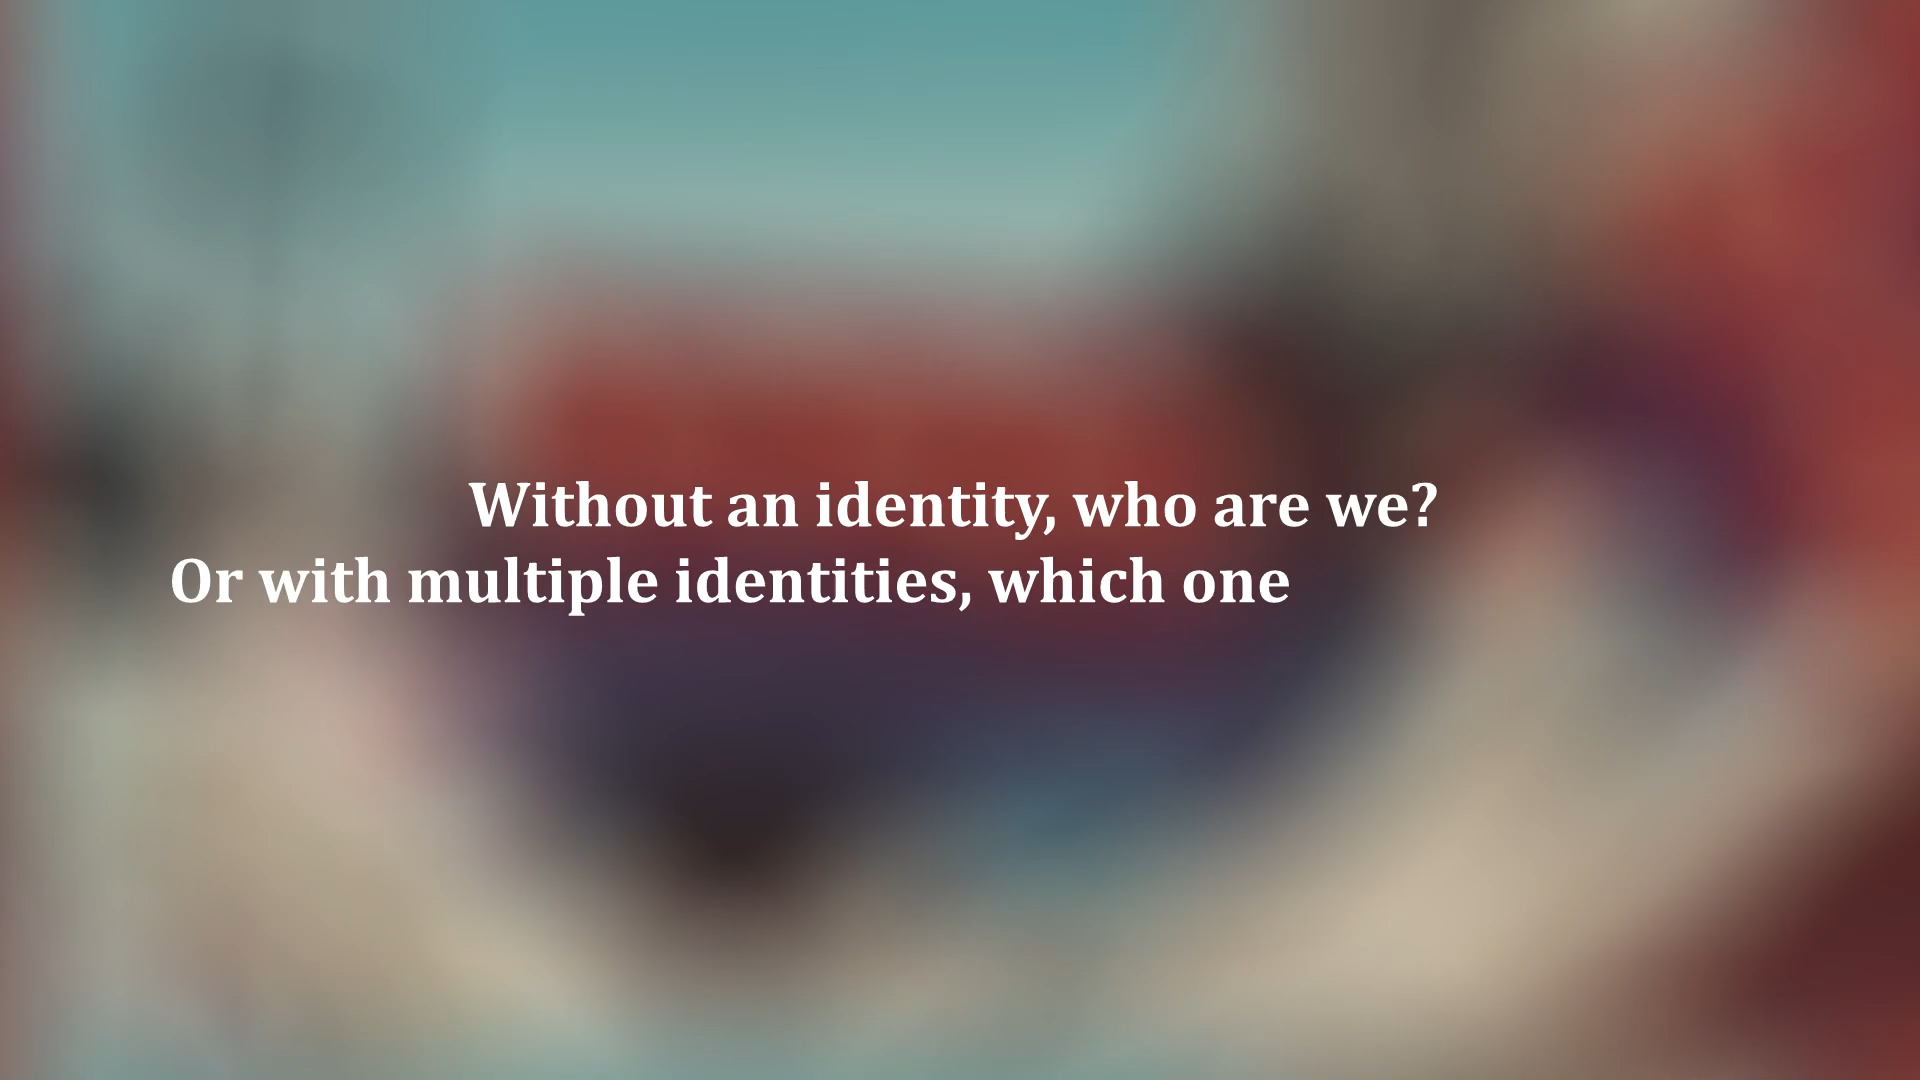 Without an identity, who are we?
Or with multiple identities, which one